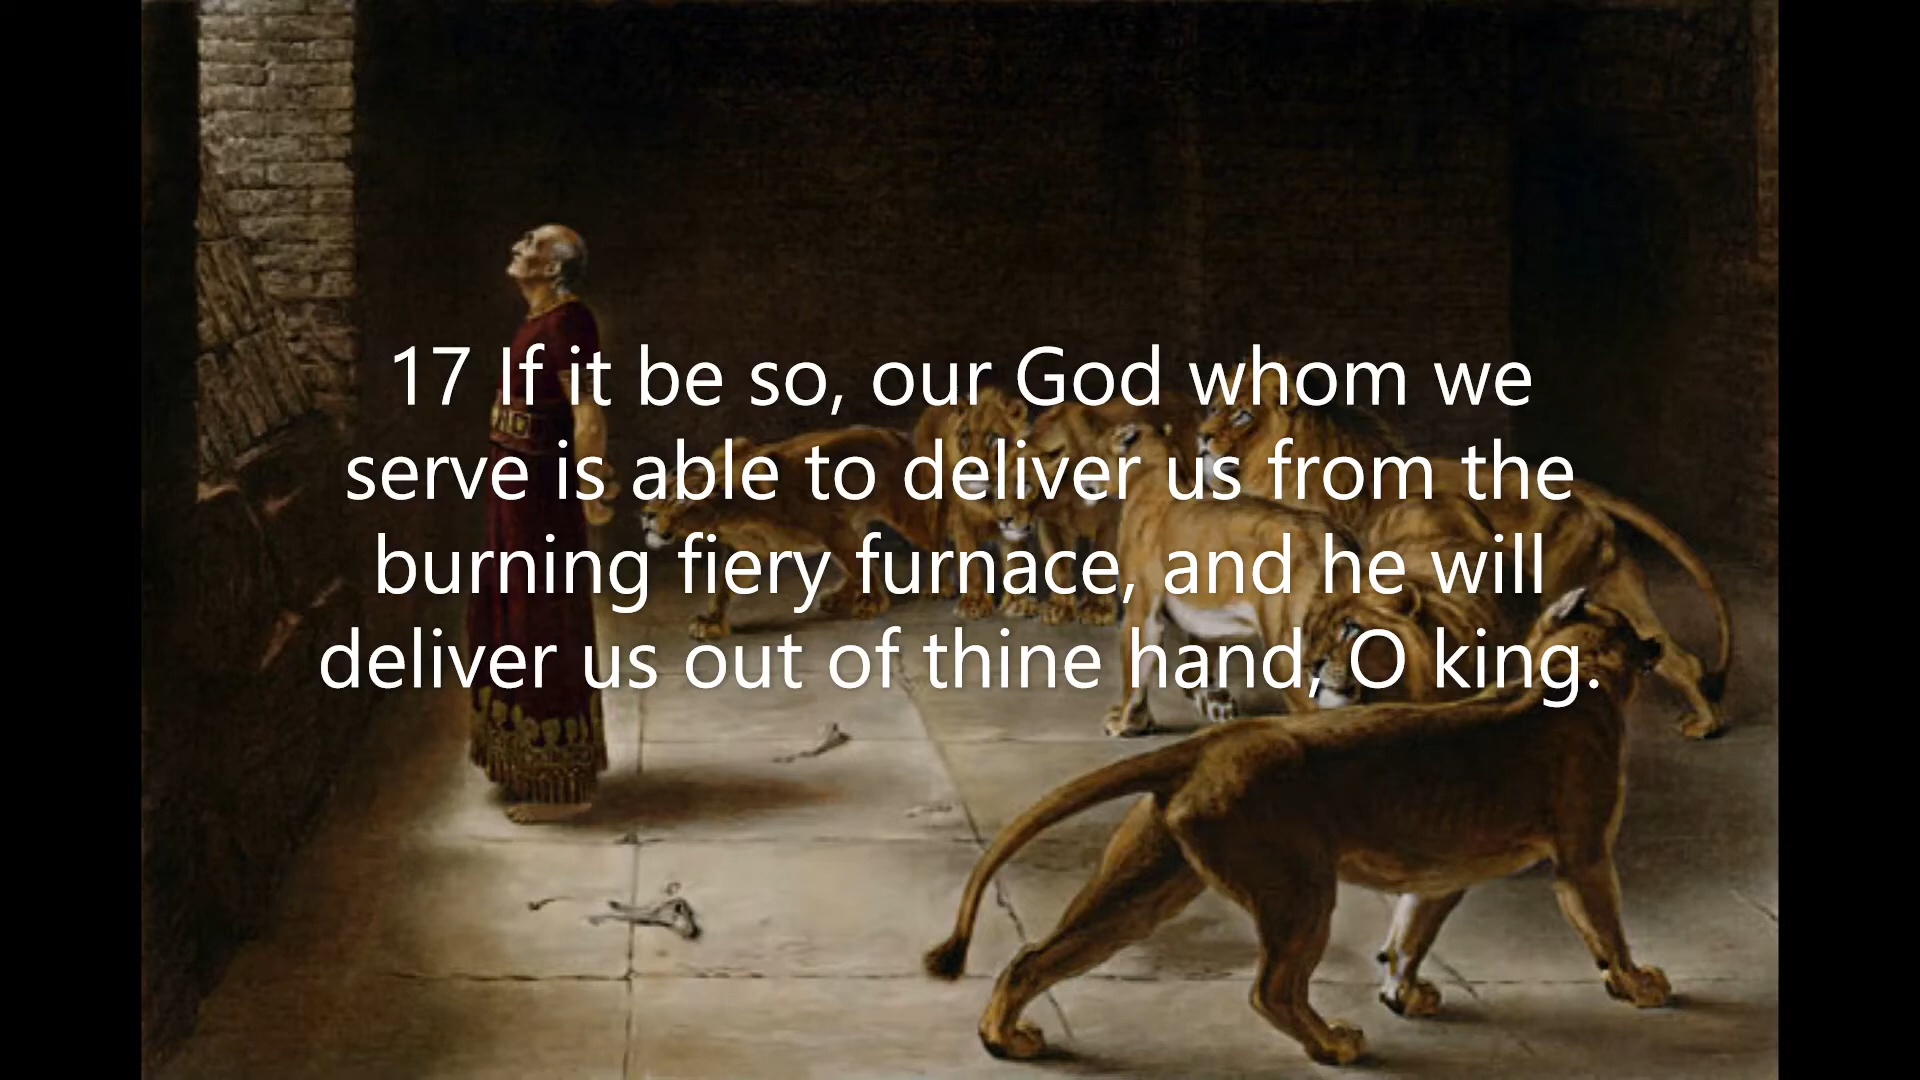 17 If it be so, our God whom we
serve is able to deliver us from the
burning fiery furnace, and he will
deliver us out of thine hand, O king.